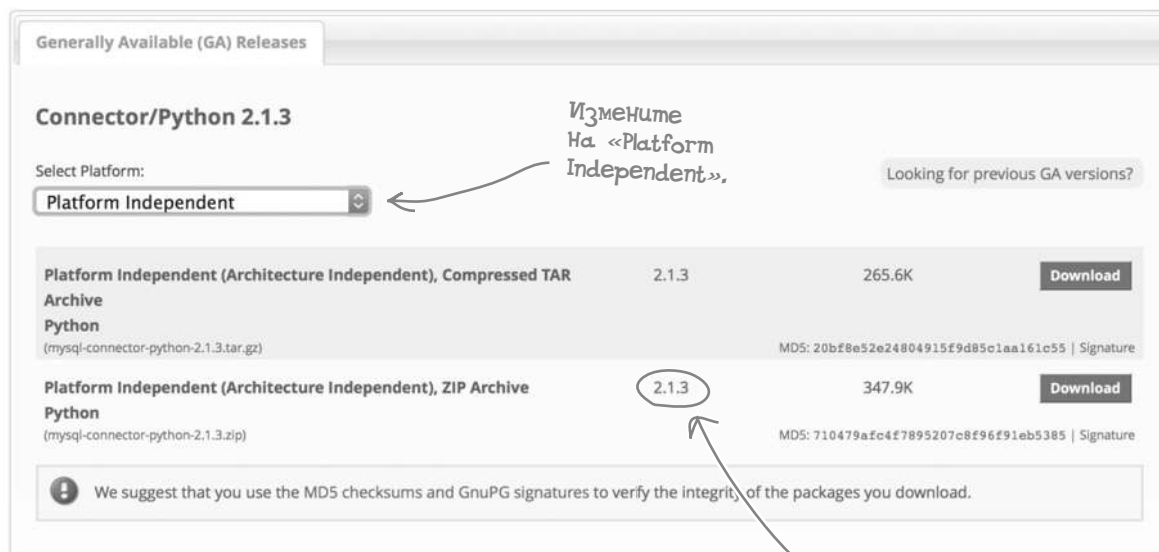 Generally Available (GA) Releases
Connector/Python 2.1.3
Измените
на «Platform
Independent».
Select Platform:
Looking for previous GA versions?
Platform Independent
Platform Independent (Architecture Independent), Compressed TAR 2.1.3 265.6K Download
Archive
Python
(mysql-connector-python-2.1.3.tar.gz) MD5: 20bf8e52e24804915f9d85c1aa161c55 | Signature
Platform Independent (Architecture Independent), ZIP Archive 2.1.3 347.9K Download
Python
(mysql-connector-python-2.1.3.zip) MD5: 710479afc4f7895207c8f96f91eb5385 | Signature
We suggest that you use the MD5 checksums and GnuPG signatures to verify the integrity of the packages you download.